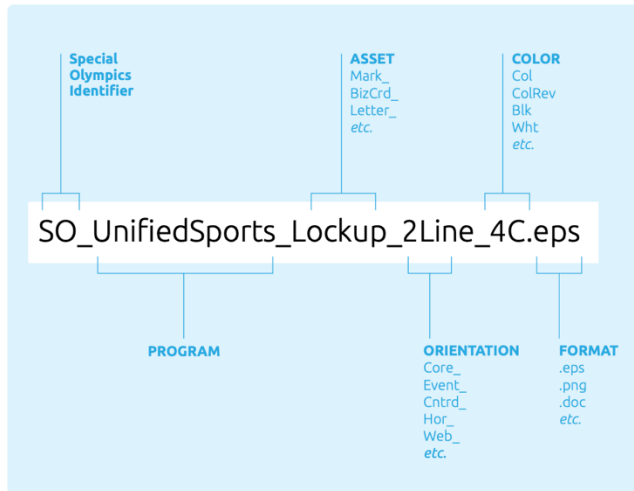 Special
Olympics
Identifier
ASSET
Mark_
BizCrd_
Letter_
etc.
COLOR
Col
ColRev
Blk
Wht
etc.
SO_UnifiedSports_Lockup_2Line_4C.eps
PROGRAM
ORIENTATION
Core_
Event_
Cntrd_
Hor_
Web_
etc.
FORMAT
.eps
.png
.doc
etc.